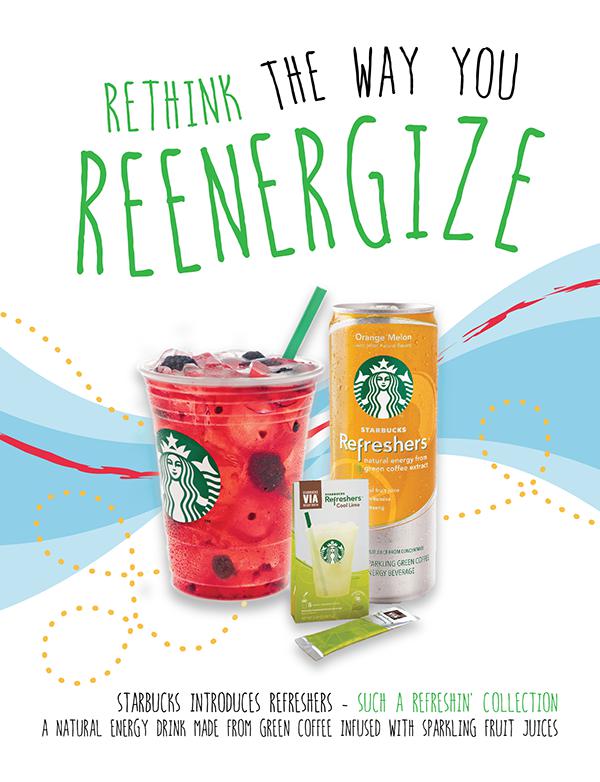 RETHINK THE WAY YOU
REENERGIZE
Orange Melon
STARBUCKS
Refreshers
natural energy from
green coffee extract
STARBUCKS
VIA
STARBUCKS
Refreshers
Cool Lime
SPARKLING GREEN COFFEE
ENERGY BEVERAGE
STARBUCKS INTRODUCES REFRESHERS - SUCH A REFRESHIN' COLLECTION
A NATURAL ENERGY DRINK MADE FROM GREEN COFFEE INFUSED WITH SPARKLING FRUIT JUICES